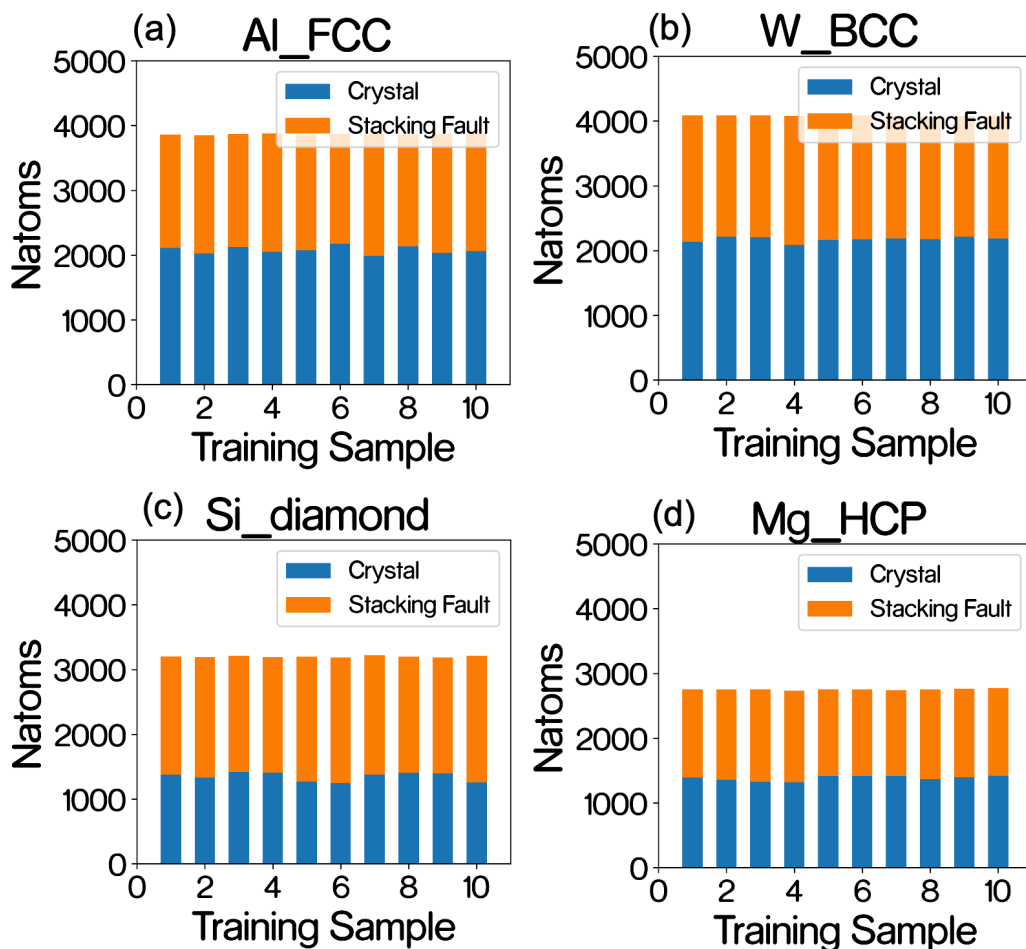 (a)
Al_FCC
5000
4000
3000
2000
1000
0
Natoms
Crystal
Stacking Fault
0 2 4 6 8 10
Training Sample
(b)
W_BCC
5000
4000
3000
2000
1000
0
Natoms
Crystal
Stacking Fault
0 2 4 6 8 10
Training Sample
(c)
Si_diamond
5000
4000
3000
2000
1000
0
Natoms
Crystal
Stacking Fault
0 2 4 6 8 10
Training Sample
(d)
Mg_HCP
5000
4000
3000
2000
1000
0
Natoms
Crystal
Stacking Fault
0 2 4 6 8 10
Training Sample